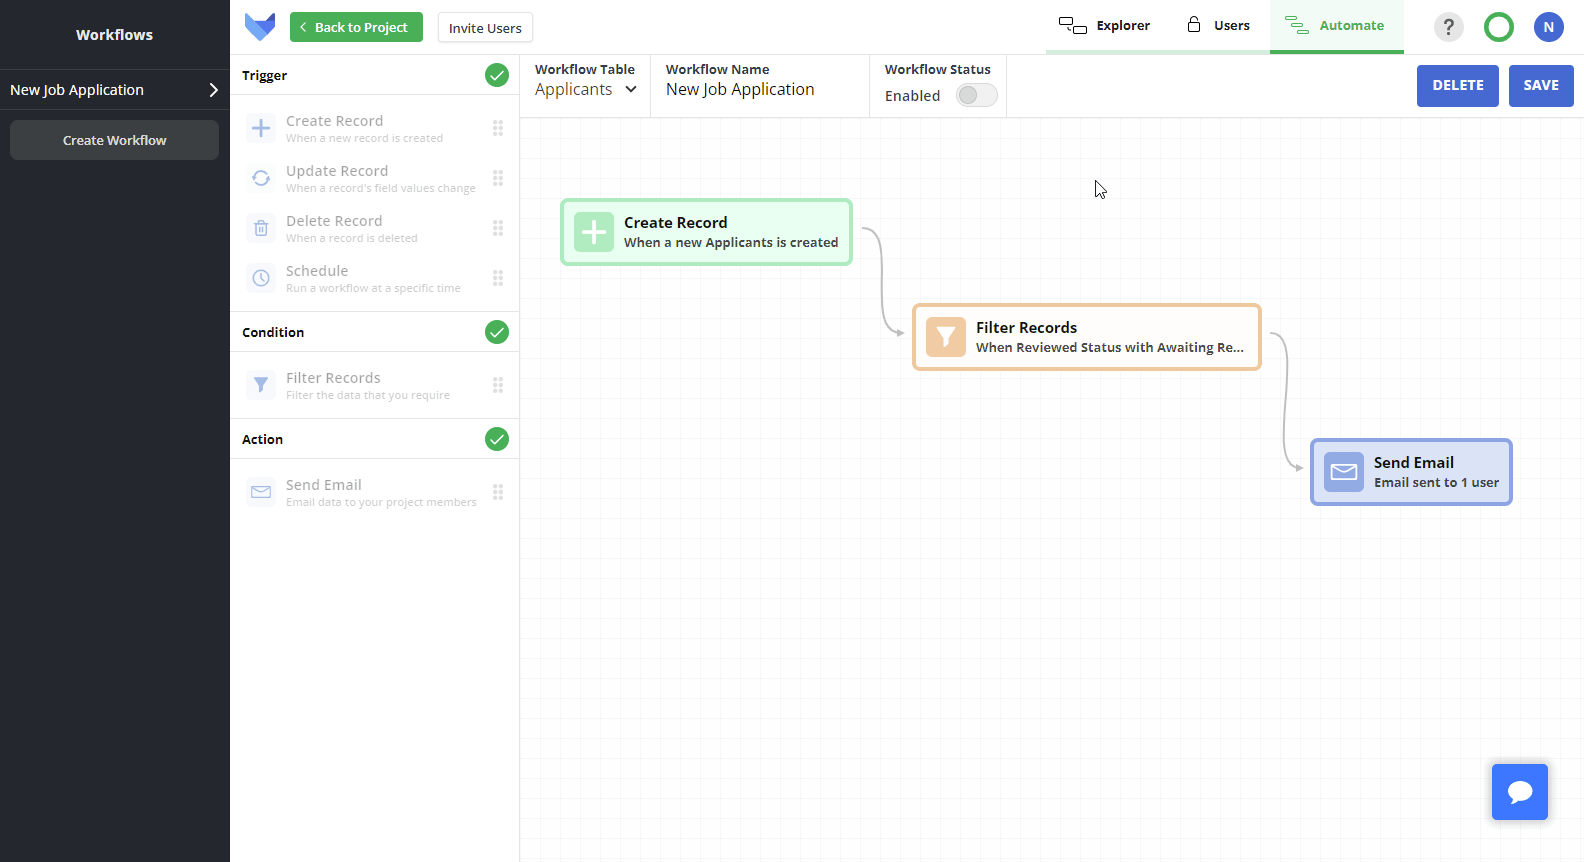 Workflows
New Job Application
Create Workflow
Back to Project
Invite Users
Explorer
Users
Automate
?
N
Trigger
Create Record
When a new record is created
Update Record
When a record's field values change
Delete Record
When a record is deleted
Schedule
Run a workflow at a specific time
Condition
Filter Records
Filter the data that you require
Action
Send Email
Email data to your project members
Workflow Table
Applicants
Workflow Name
New Job Application
Workflow Status
Enabled
DELETE
SAVE
Create Record
When a new Applicants is created
Filter Records
When Reviewed Status with Awaiting Re...
Send Email
Email sent to 1 user